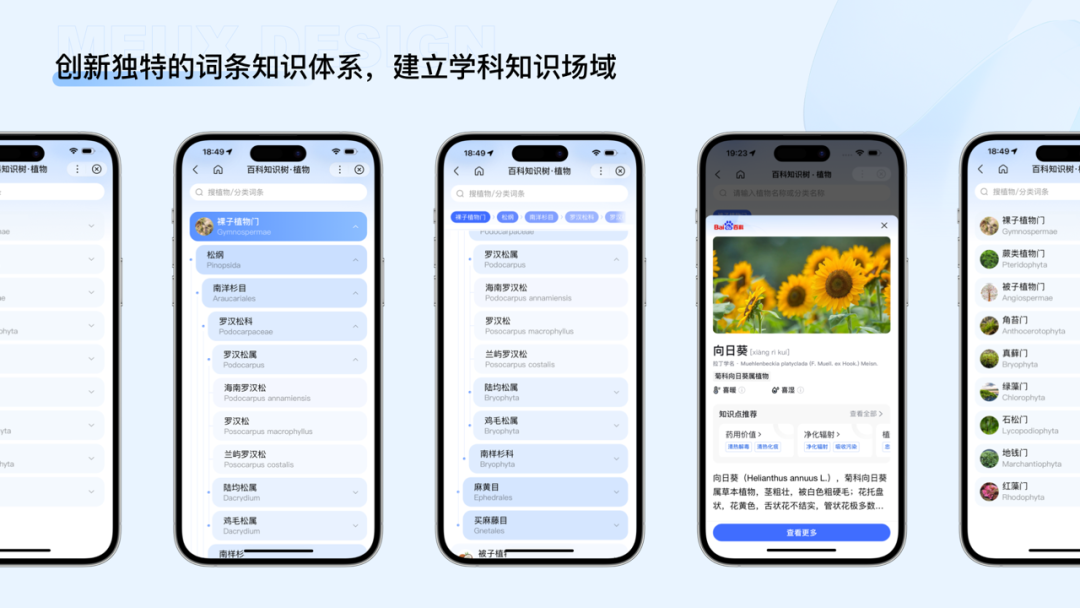 MEUX DESIGN
创新独特的词条知识体系，建立学科知识场域
知识树·植物
18:49
百科知识树·植物
搜植物/分类词条
裸子植物门
Gymnospermae
松纲
Pinopsida
南洋杉目
Araucariales
罗汉松科
Podocarpaceae
罗汉松属
Podocarpus
海南罗汉松
Podocarpus annamiensis
罗汉松
Posocarpus macrophyllus
兰屿罗汉松
Posocarpus costalis
陆均松属
Dacrydium
鸡毛松属
Dacrydium
南样杉
18:49
百科知识树·植物
搜植物/分类词条
裸子植物门
松纲
南洋杉目
罗汉松科
Podocarpaceae
罗汉松属
Podocarpus
海南罗汉松
Podocarpus annamiensis
罗汉松
Posocarpus macrophyllus
兰屿罗汉松
Posocarpus costalis
陆均松属
Bryophyta
鸡毛松属
Bryophyta
南样杉科
Bryophyta
麻黄目
Ephedrales
买麻藤目
Gnetales
被子植
19:23
百科知识树·植物
请输入植物名称或分类名称
Bai百科
向日葵 [xiàng rì kuí]
拉丁学名 - Muehlenbeckia platyclada (F. Muell. ex Hook.) Meisn.
菊科向日葵属植物
喜暖
喜湿
知识点推荐
查看全部
药用价值
清热解毒
清热化痰
净化辐射
净化辐射
吸收污染
植
向日葵（Helianthus annuus L.），菊科向日葵
属草本植物，茎粗壮，被白色粗硬毛；花托盘
状，花黄色，舌状花不结实，管状花极多数...
查看更多
18:49
百科知识树·植
搜植物/分类词条
裸子植物门
Gymnospermae
蕨类植物门
Pteridophyta
被子植物门
Angiospermae
角苔门
Anthocerotophyta
真藓门
Bryophyta
绿藻门
Chlorophyta
石松门
Lycopodiophyta
地钱门
Marchantiophyta
红藻门
Rhodophyta